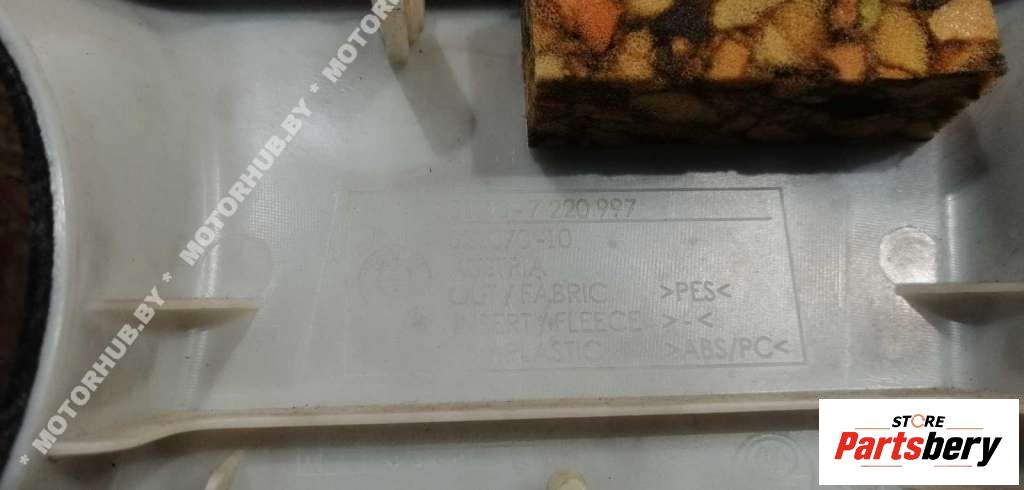 * MOTORHUB.BY * MOTORHUB.BY * MOTORHUB.BY *
7 220 997
-10
AUSTRIA
/ FABRIC >PES<
INSERT / FLEECE >-<
PLASTIC >ABS/PC<
STORE
Partsbery